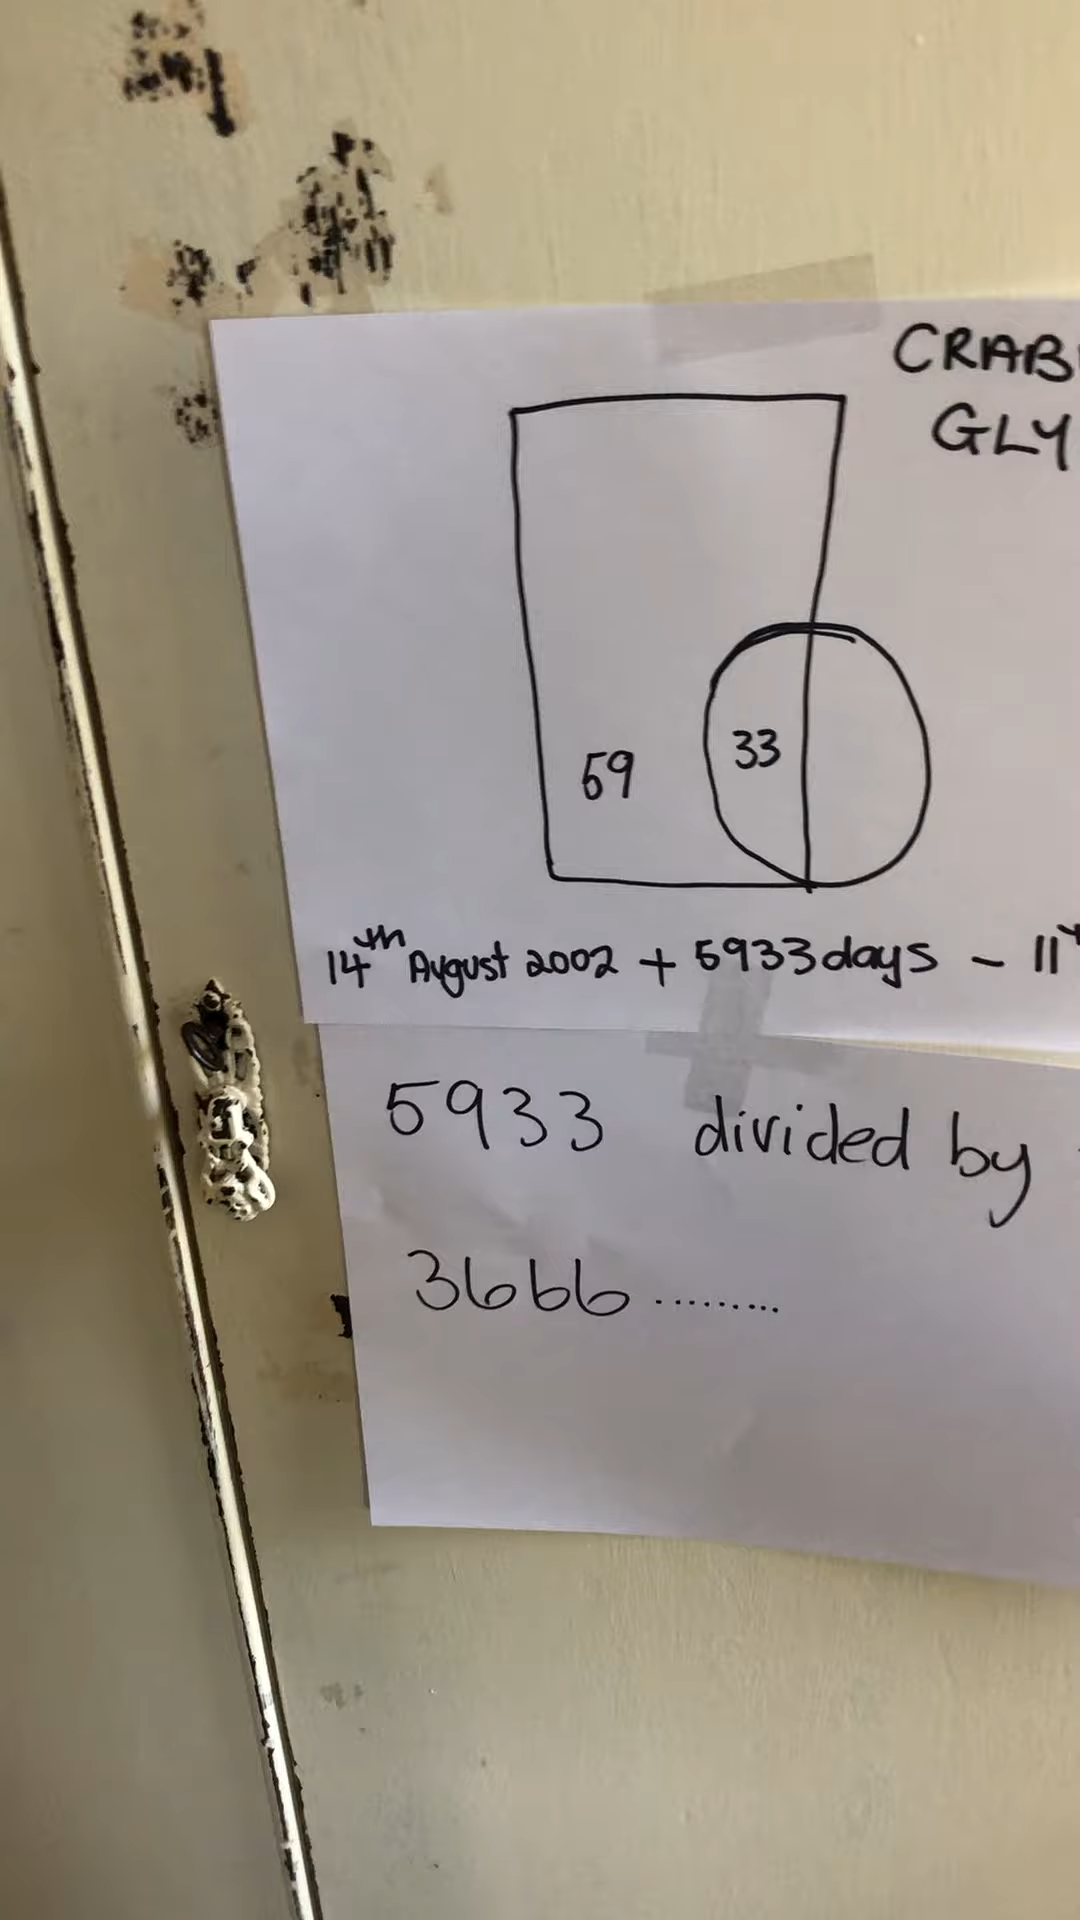 CRAB
GLY
59
33
14th August 2002 + 5933 days - 11
5933 divided by
3666.........